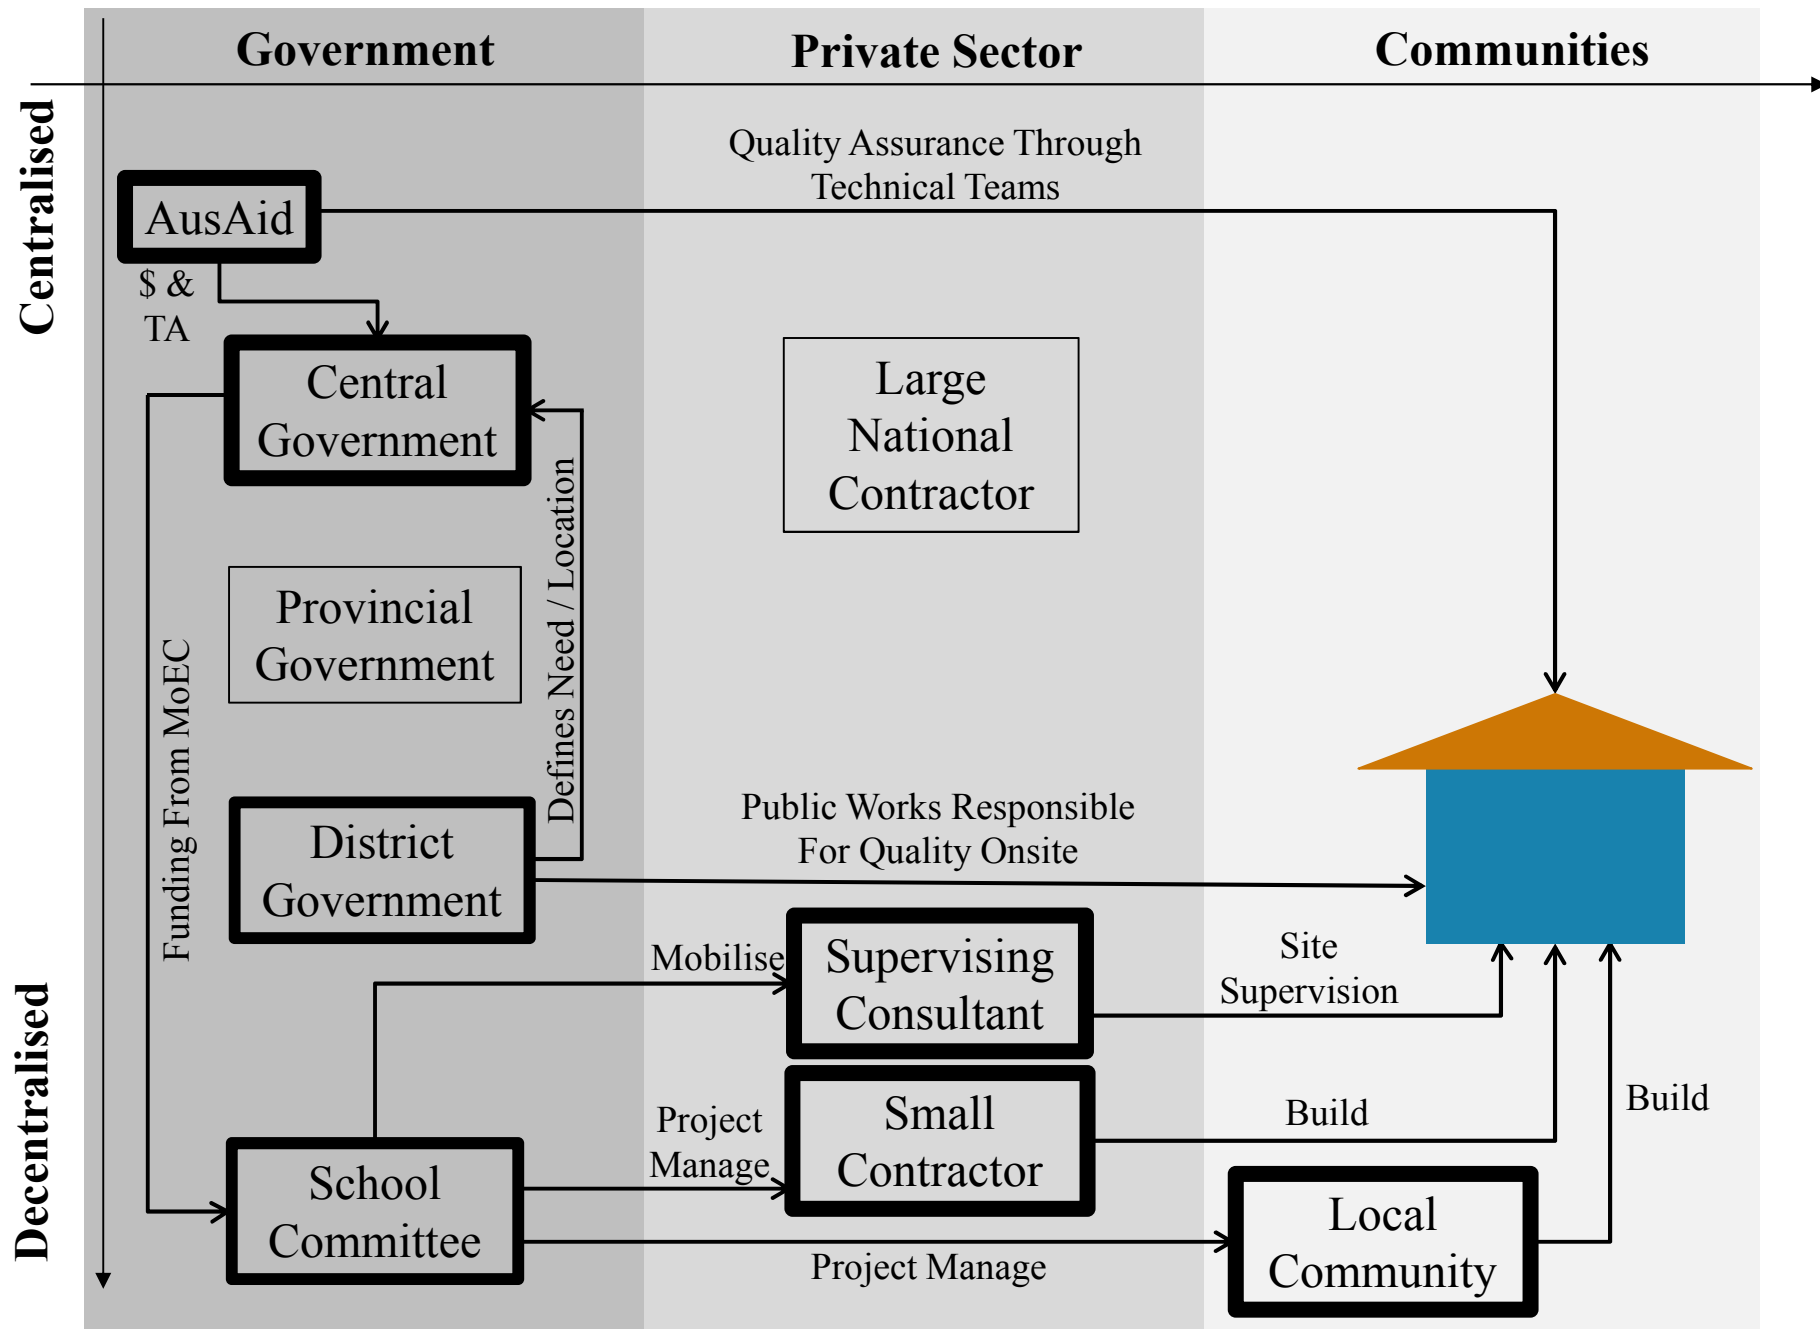 Government
Private Sector
Communities
Centralised
Decentralised
Quality Assurance Through
Technical Teams
AusAid
$ &
TA
Central
Government
Large
National
Contractor
Defines Need / Location
Provincial
Government
Funding From MoEC
District
Government
Public Works Responsible
For Quality Onsite
Mobilise
Supervising
Consultant
Site
Supervision
Project
Manage
Small
Contractor
Build
Build
School
Committee
Project Manage
Local
Community